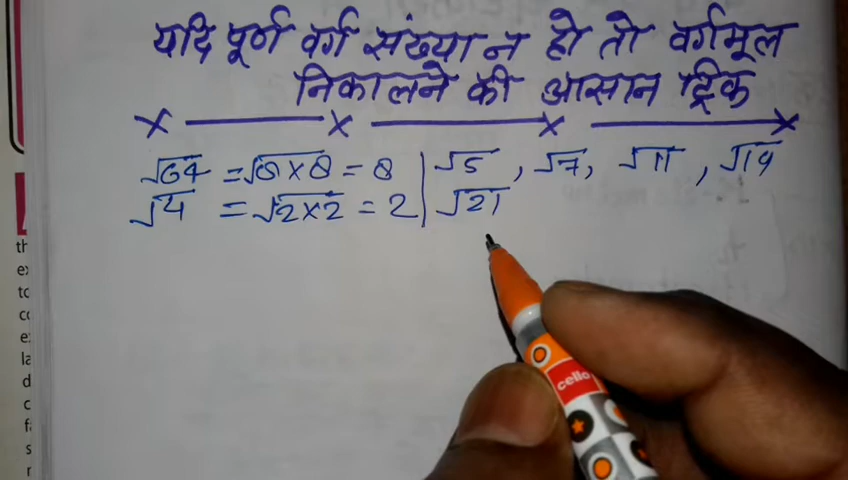 यदि पूर्ण वर्ग संख्या न हो तो वर्गमूल
निकालने की आसान ट्रिक
√64 = √8×8 = 8 | √5 , √7, √11 , √19
√4 = √2×2 = 2 | √21
cello